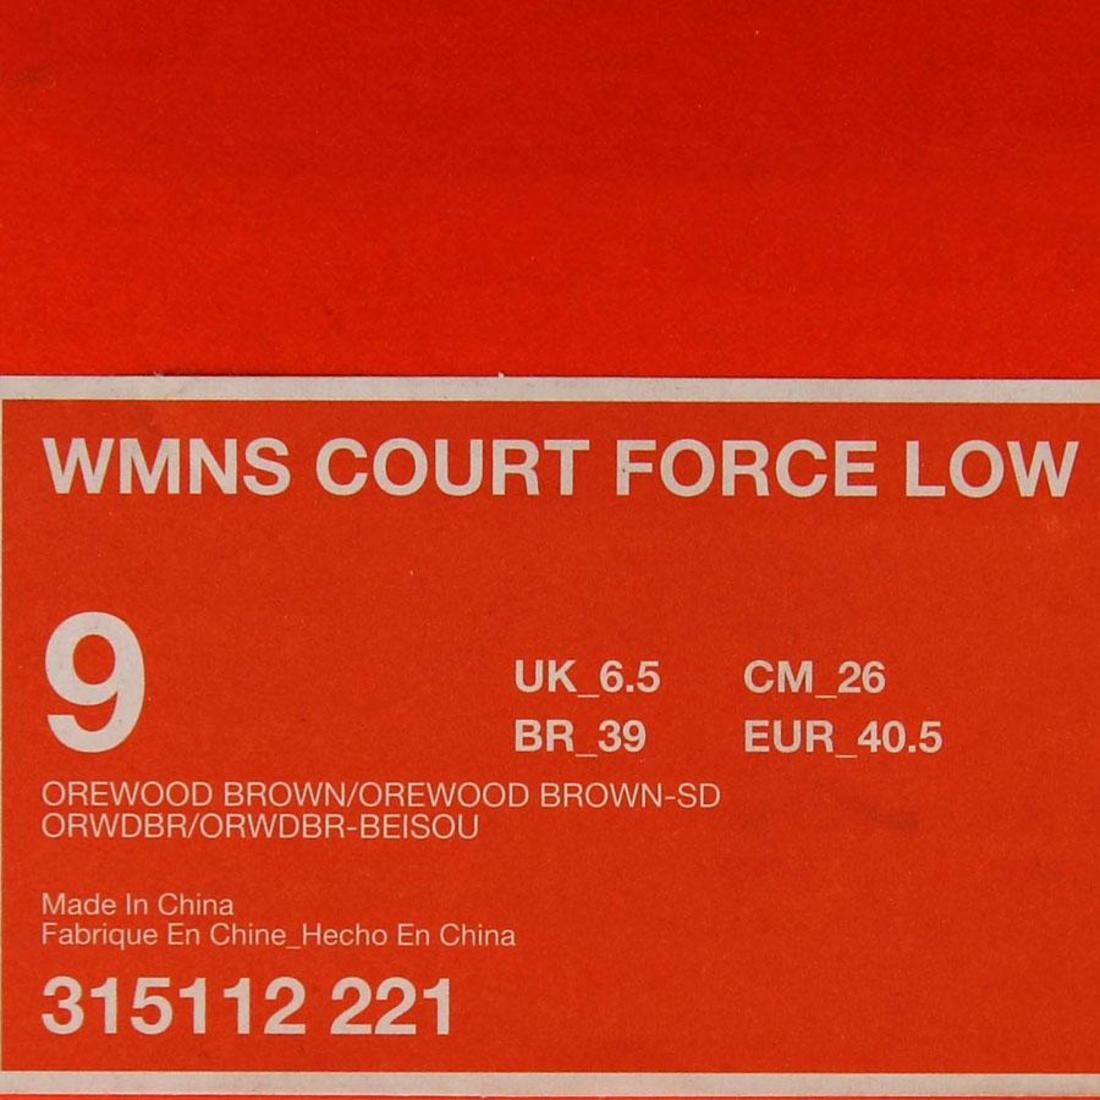 WMNS COURT FORCE LOW
9
UK_6.5 CM_26
BR_39 EUR_40.5
OREWOOD BROWN/OREWOOD BROWN-SD
ORWDBR/ORWDBR-BEISOU
Made In China
Fabrique En Chine_Hecho En China
315112 221